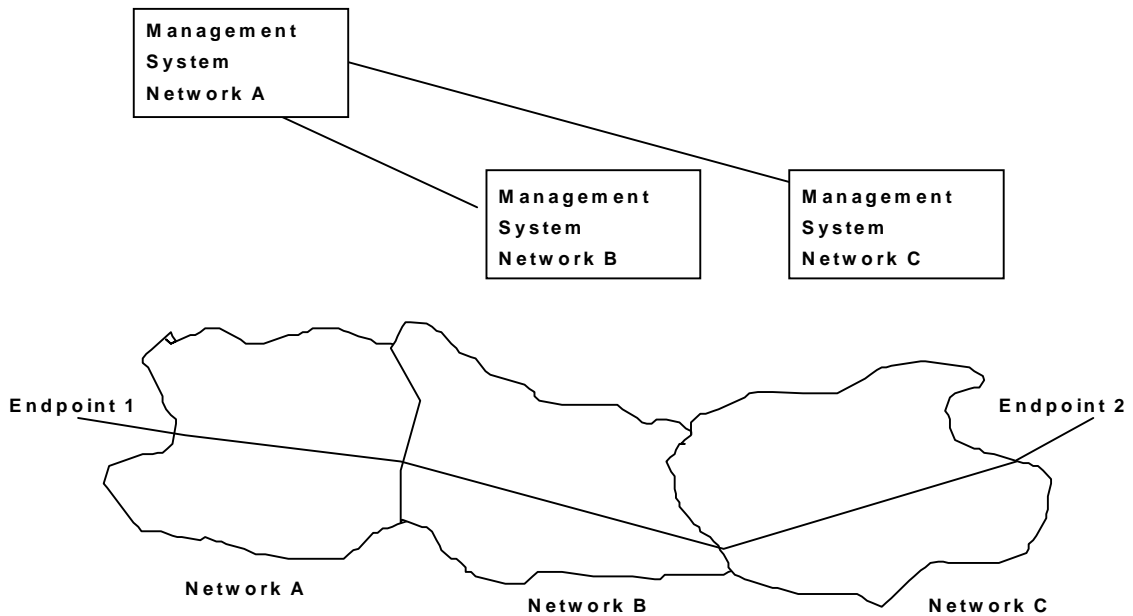 Management
System
Network A
Management
System
Network B
Management
System
Network C
Endpoint 1
Endpoint 2
Network A
Network B
Network C